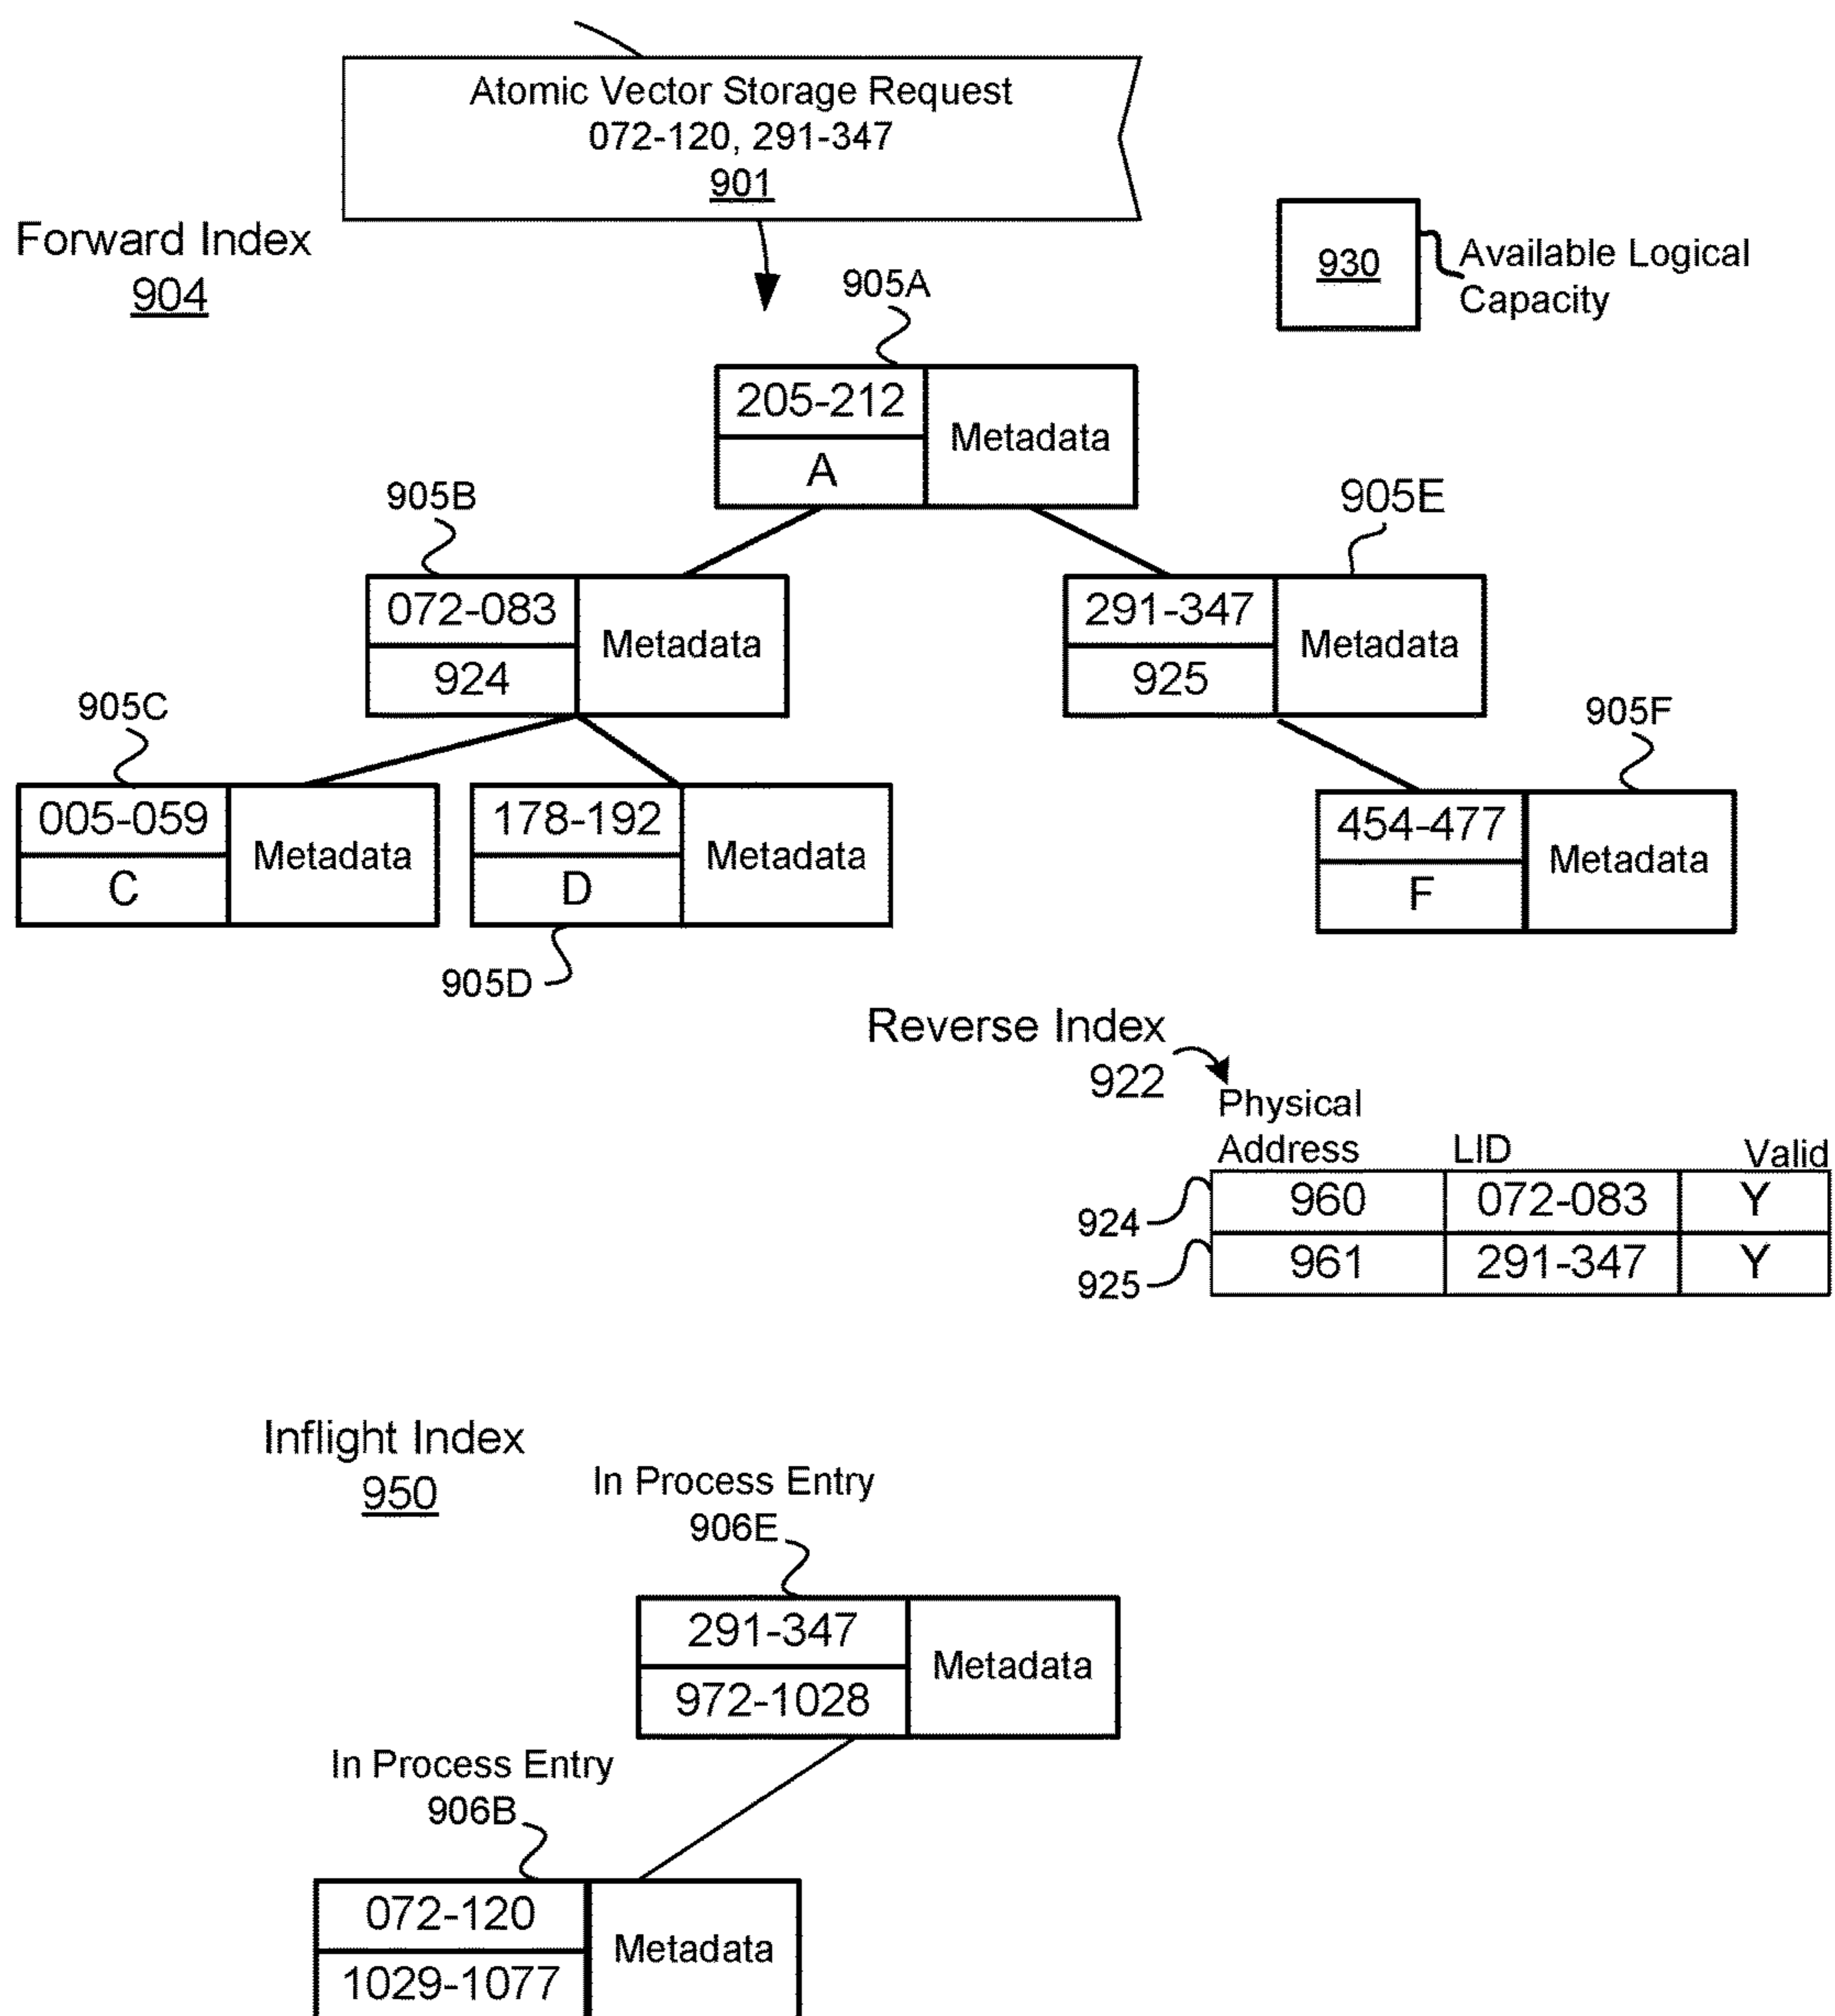 Atomic Vector Storage Request
072-120, 291-347
901
Forward Index
904
930
Available Logical
Capacity
905A
205-212
A
Metadata
905B
072-083
924
Metadata
905E
291-347
925
Metadata
905C
005-059
C
Metadata
178-192
D
Metadata
905D
905F
454-477
F
Metadata
Reverse Index
922
Physical
Address LID Valid
924 960 072-083 Y
925 961 291-347 Y
Inflight Index
950
In Process Entry
906E
291-347
972-1028
Metadata
In Process Entry
906B
072-120
1029-1077
Metadata